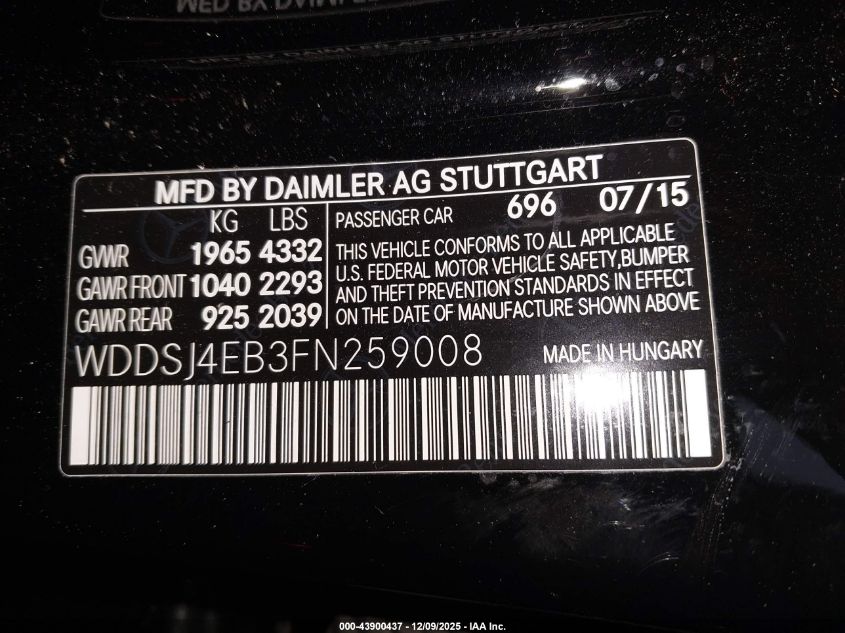 MFD BY DAIMLER AG STUTTGART
KG LBS
GWR 1965 4332
GAWR FRONT 1040 2293
GAWR REAR 925 2039
PASSENGER CAR 696 07/15
THIS VEHICLE CONFORMS TO ALL APPLICABLE
U.S. FEDERAL MOTOR VEHICLE SAFETY,BUMPER
AND THEFT PREVENTION STANDARDS IN EFFECT
ON THE DATE OF MANUFACTURE SHOWN ABOVE
WDDSJ4EB3FN259008 MADE IN HUNGARY
000-43900437 - 12/09/2025 - IAA Inc.